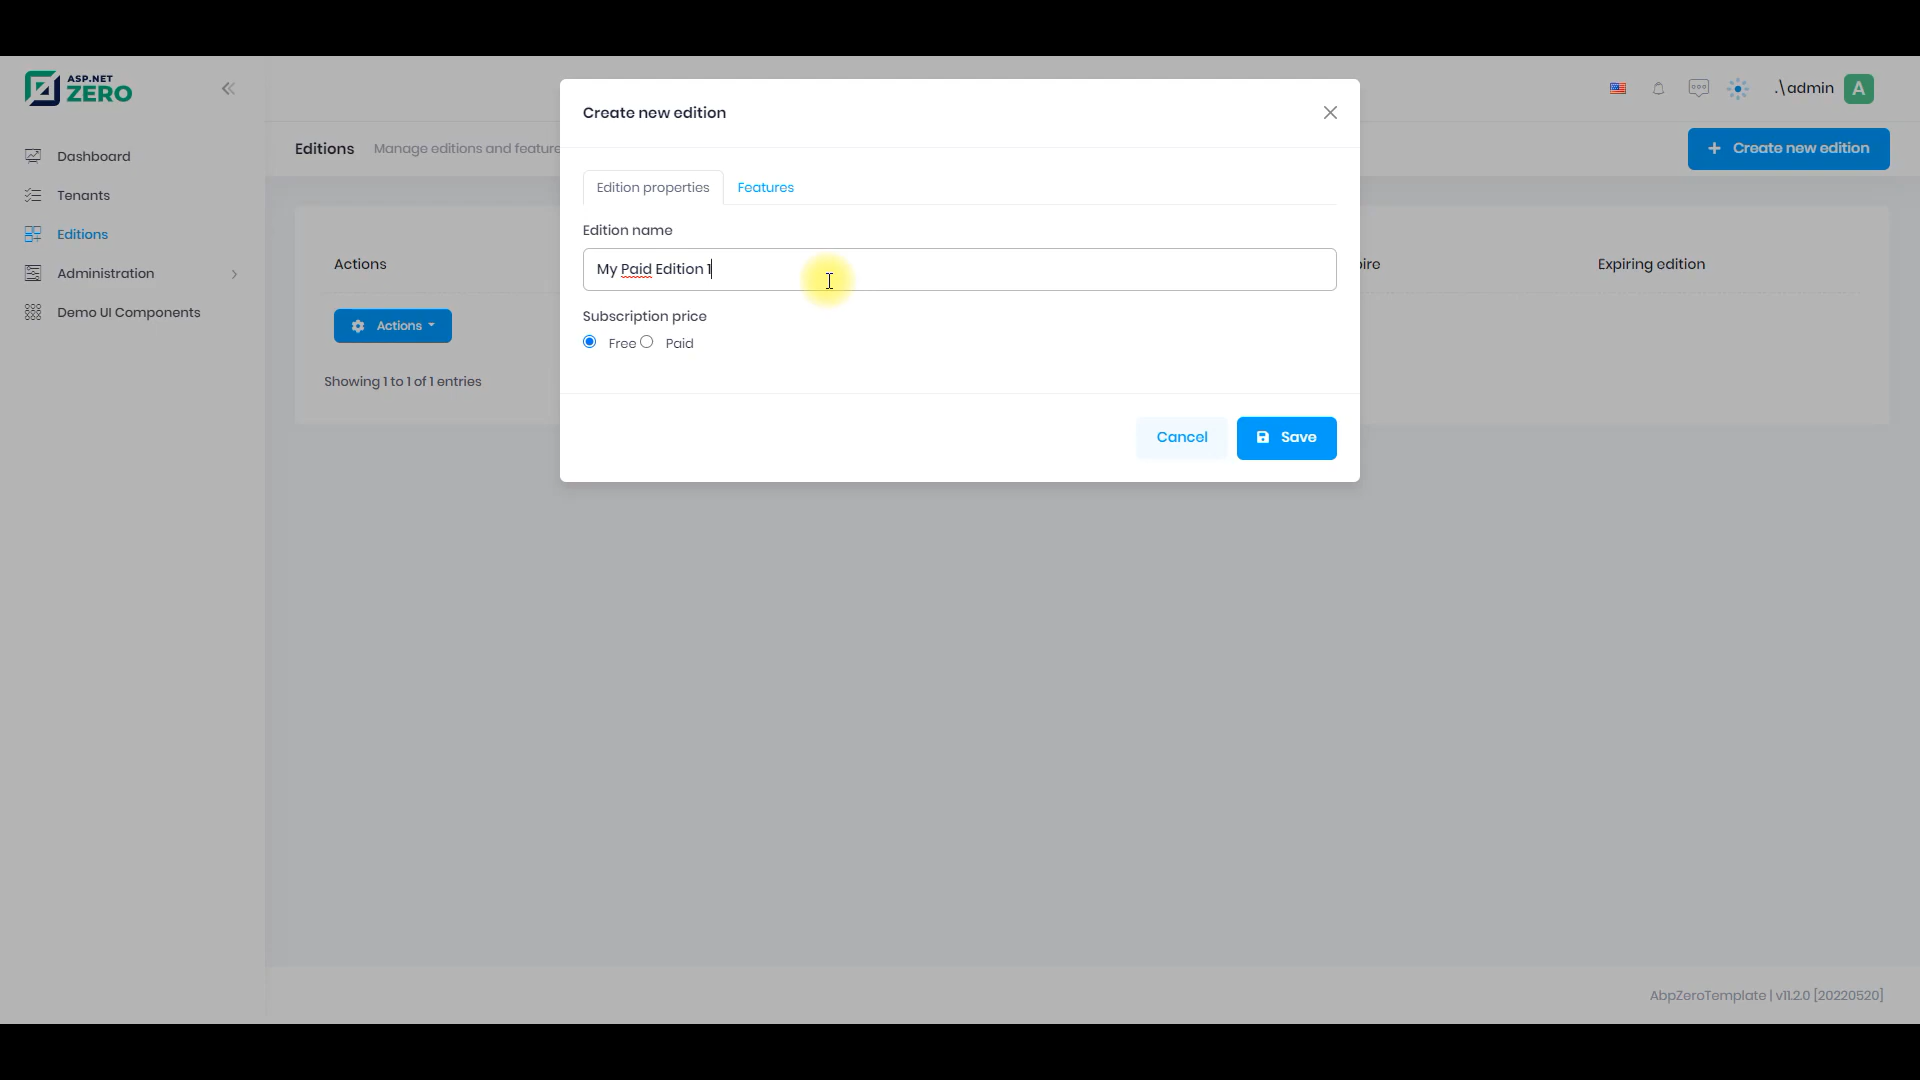 ASP.NET
ZERO
.\admin
A
Dashboard
Tenants
Editions
Administration
Demo UI Components
Editions
Manage editions and feature
Create new edition
Actions
ire
Expiring edition
Actions
Showing 1 to 1 of 1 entries
Create new edition
Edition properties
Features
Edition name
My Paid Edition 1
Subscription price
Free
Paid
Cancel
Save
AbpZeroTemplate | v11.2.0 [20220520]